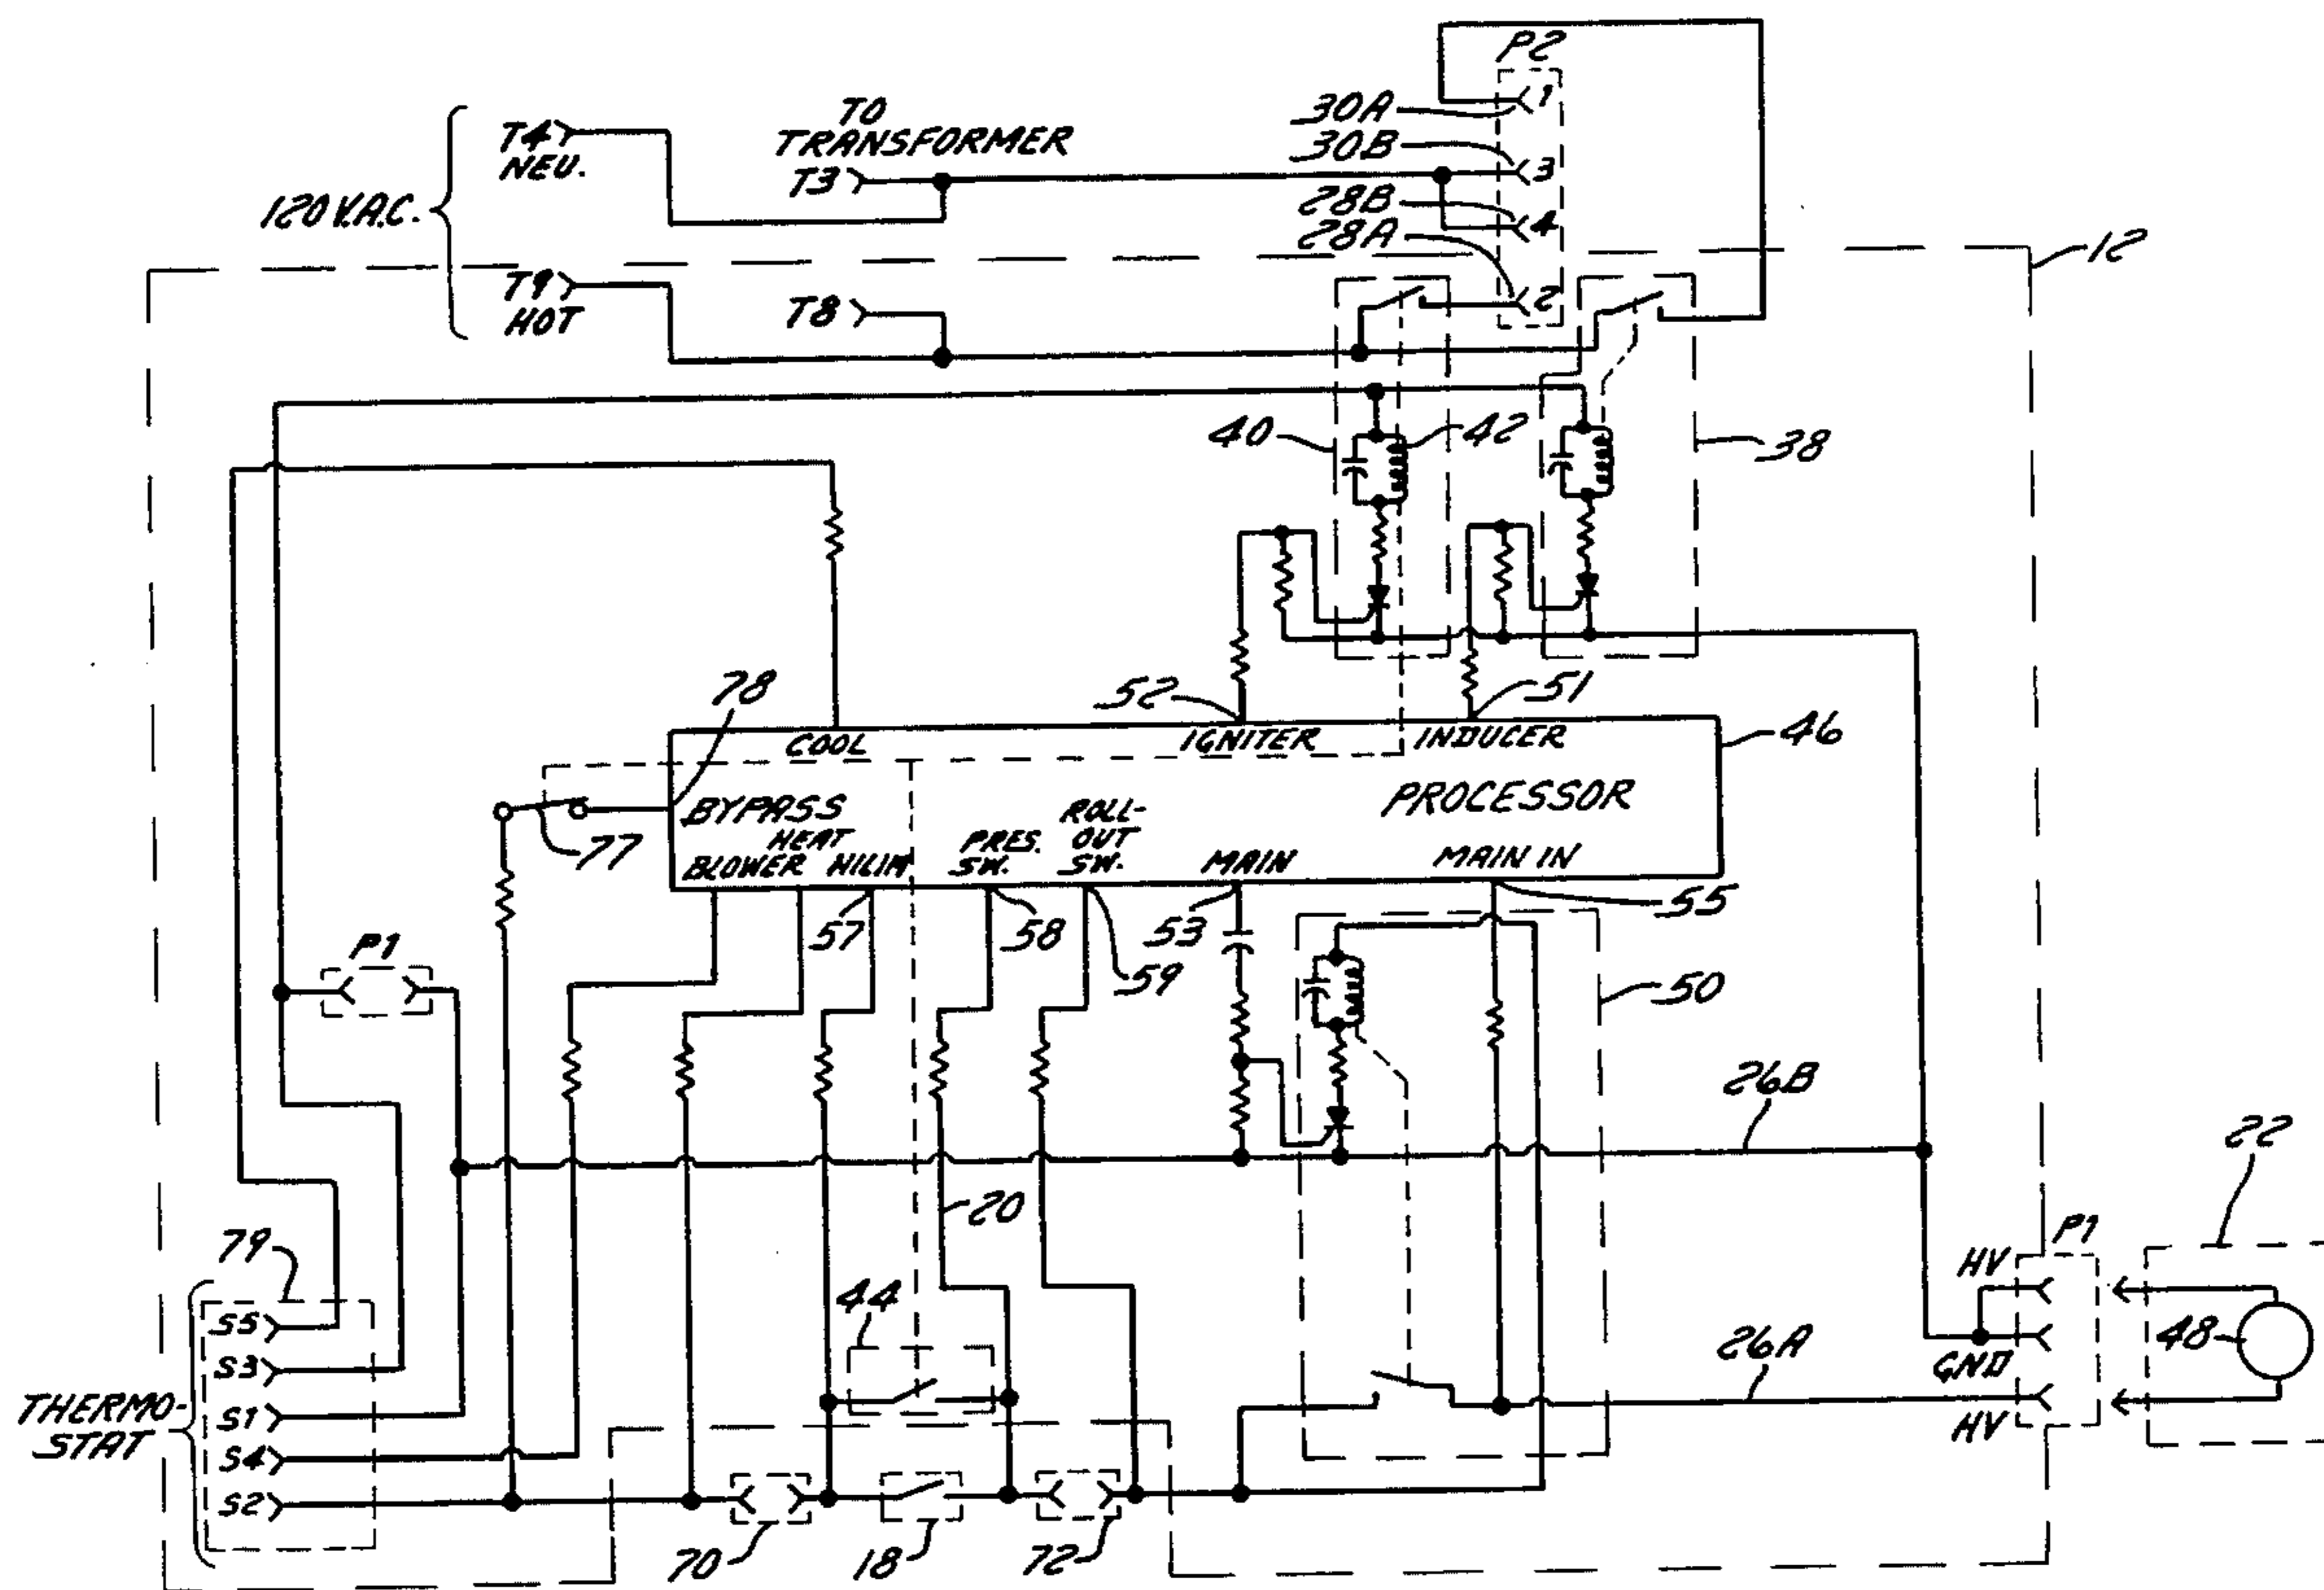 P2
1
30A
30B
3
28B
4
28A
2
TO
TRANSFORMER
T3
T4
NEU.
120 V.A.C.
T9
HOT
T8
12
40
42
38
52
51
78
46
COOL
IGNITER
INDUCER
PROCESSOR
BYPASS
HEAT
BLOWER
HILIM
PRES.
SW.
ROLL-
OUT
SW.
MAIN
MAIN IN
77
57
58
59
53
55
50
P1
26B
22
20
79
44
P1
HV
GND
HV
48
26A
THERMO-
STAT
S5
S3
S1
S4
S2
70
18
72